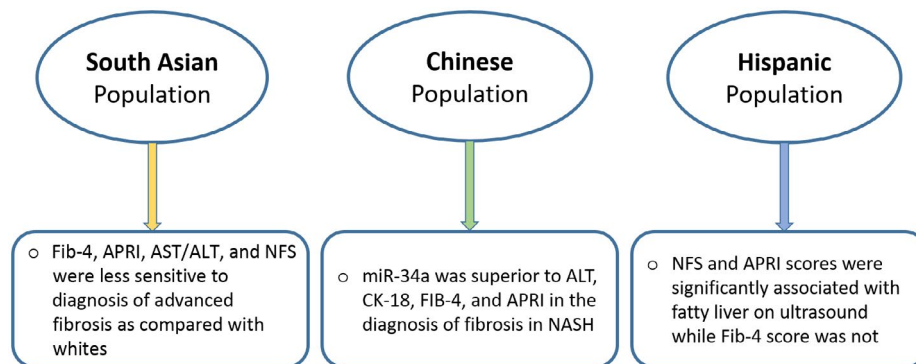 South Asian
Population
Chinese
Population
Hispanic
Population
o Fib-4, APRI, AST/ALT, and NFS
were less sensitive to
diagnosis of advanced
fibrosis as compared with
whites
o miR-34a was superior to ALT,
CK-18, FIB-4, and APRI in the
diagnosis of fibrosis in NASH
o NFS and APRI scores were
significantly associated with
fatty liver on ultrasound
while Fib-4 score was not